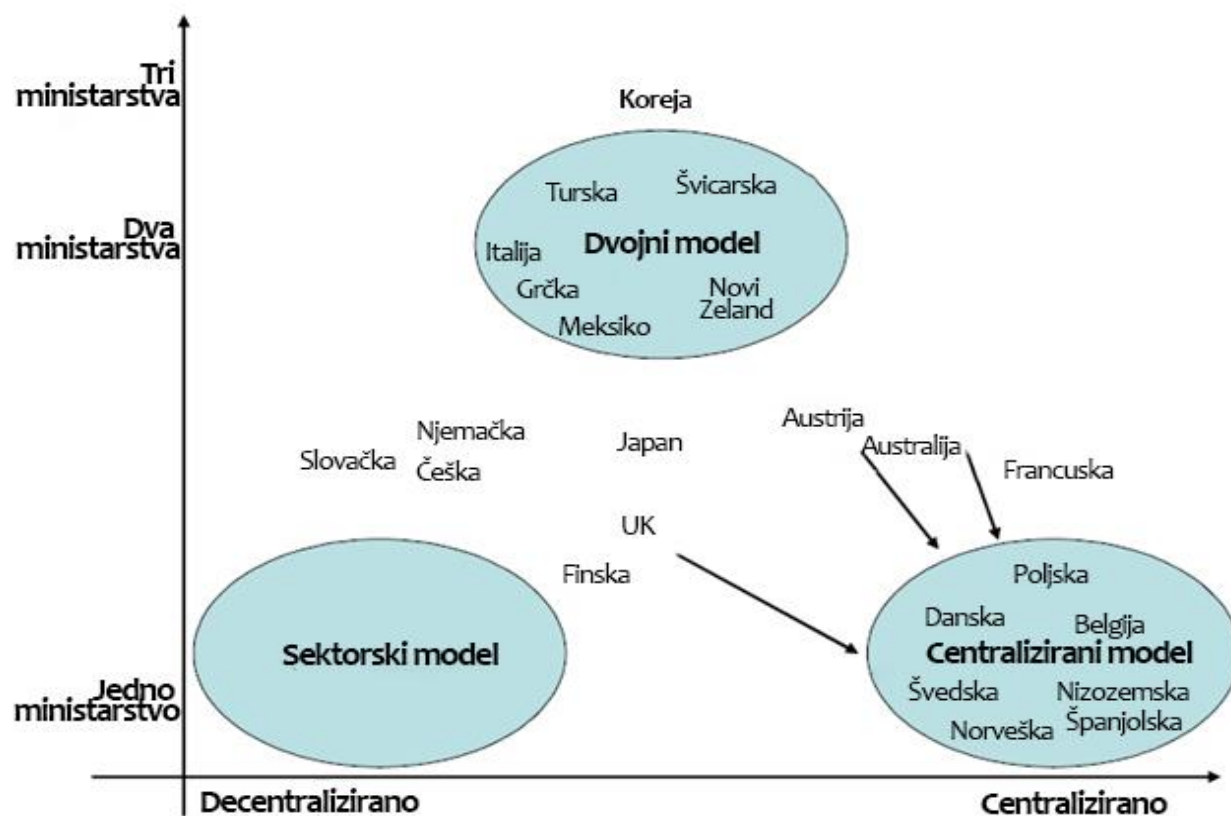 Tri
ministarstva
Koreja
Turska
Švicarska
Dva
ministarstva
Italija
Dvojni model
Grčka
Novi
Zeland
Meksiko
Austrija
Njemačka
Japan
Australija
Slovačka
Češka
Francuska
UK
Finska
Poljska
Danska
Belgija
Sektorski model
Centralizirani model
Jedno
ministarstvo
Švedska
Nizozemska
Norveška
Španjolska
Decentralizirano
Centralizirano